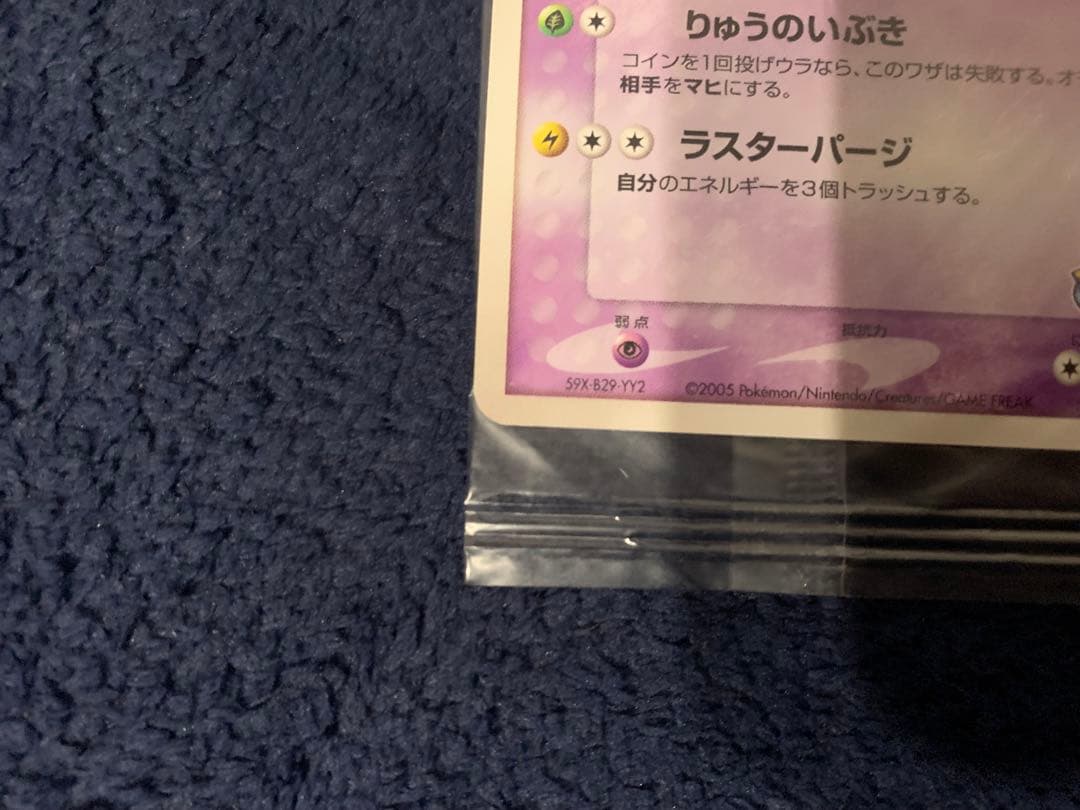 りゅうのいぶき
コインを1回投げウラなら、このワザは失敗する。オ
相手をマヒにする。
ラスターパージ
自分のエネルギーを3個トラッシュする。
弱点
抵抗力
59X-B29-YY2
©2005 Pokémon/Nintendo/Creatures/GAME FREAK